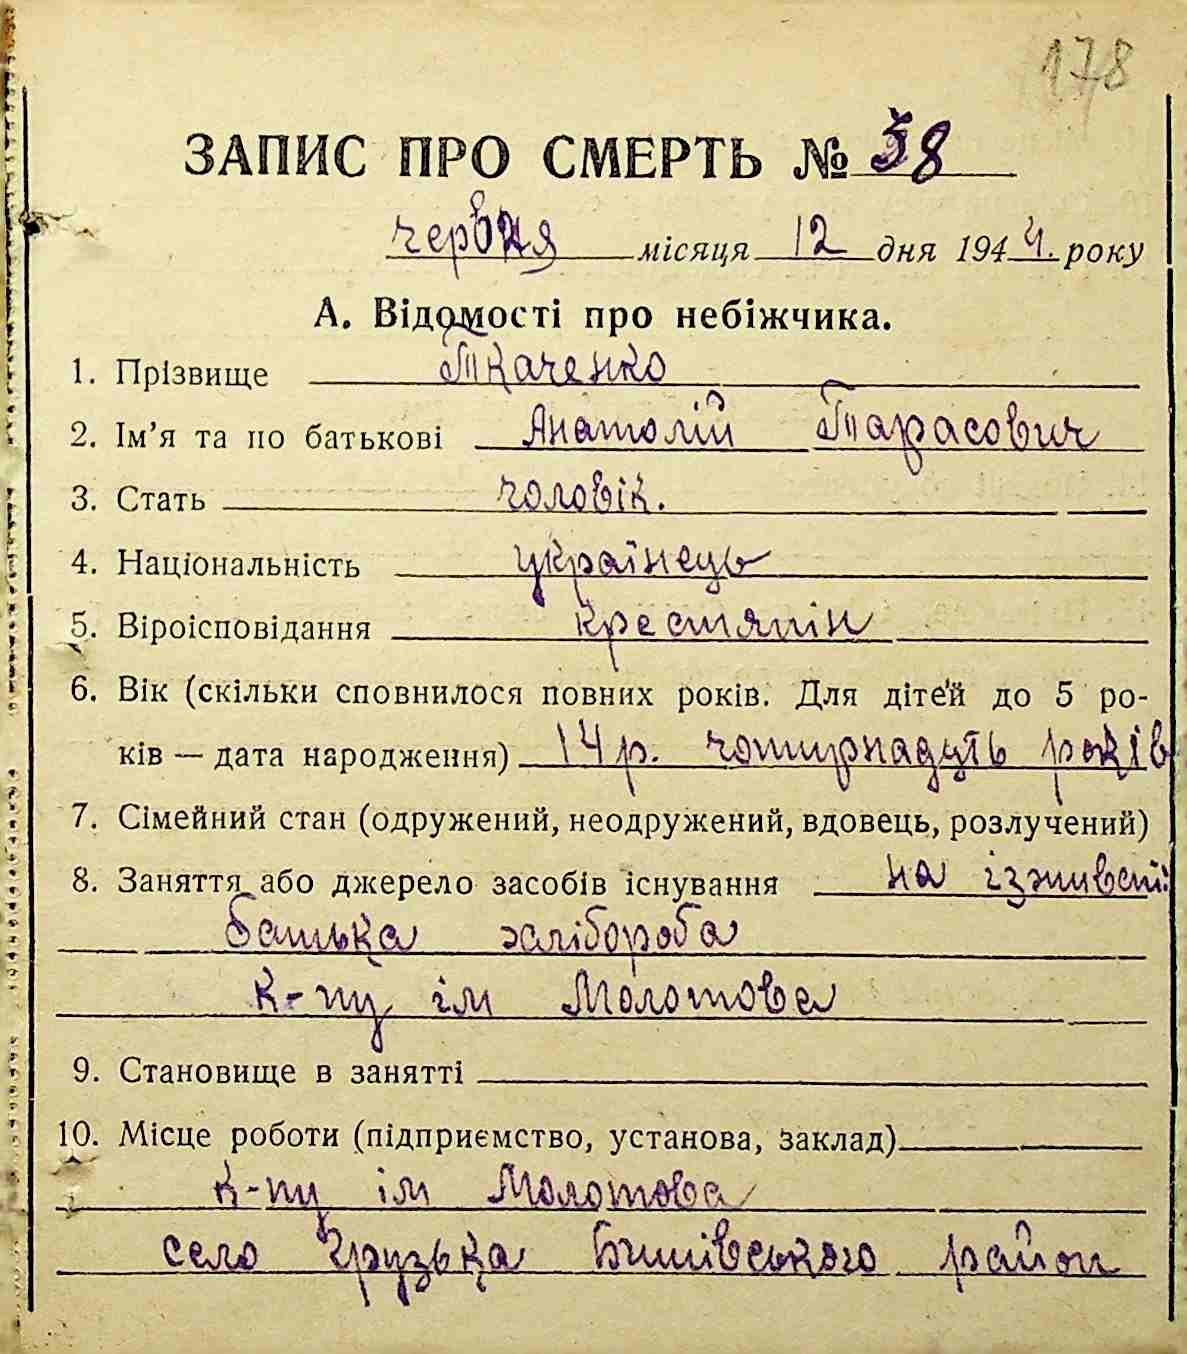 178
ЗАПИС ПРО СМЕРТЬ № 38
червня місяця 12 дня 1944. року
А. Відомості про небіжчика.
1. Прізвище Ткаченко
2. Ім’я та по батькові Анатолій Тарасович
3. Стать чоловік.
4. Національність українець
5. Віроісповідання крестянін
6. Вік (скільки сповнилося повних років. Для дітей до 5 ро-
ків — дата народження) 14 р. чотирнадціть років
7. Сімейний стан (одружений, неодружений, вдовець, розлучений)
8. Заняття або джерело засобів існування на іждивенії
батька хлібороба
к-пу ім Молотова
9. Становище в занятті
10. Місце роботи (підприємство, установа, заклад)
к-пу ім Молотова
село Грузька Бишівського район